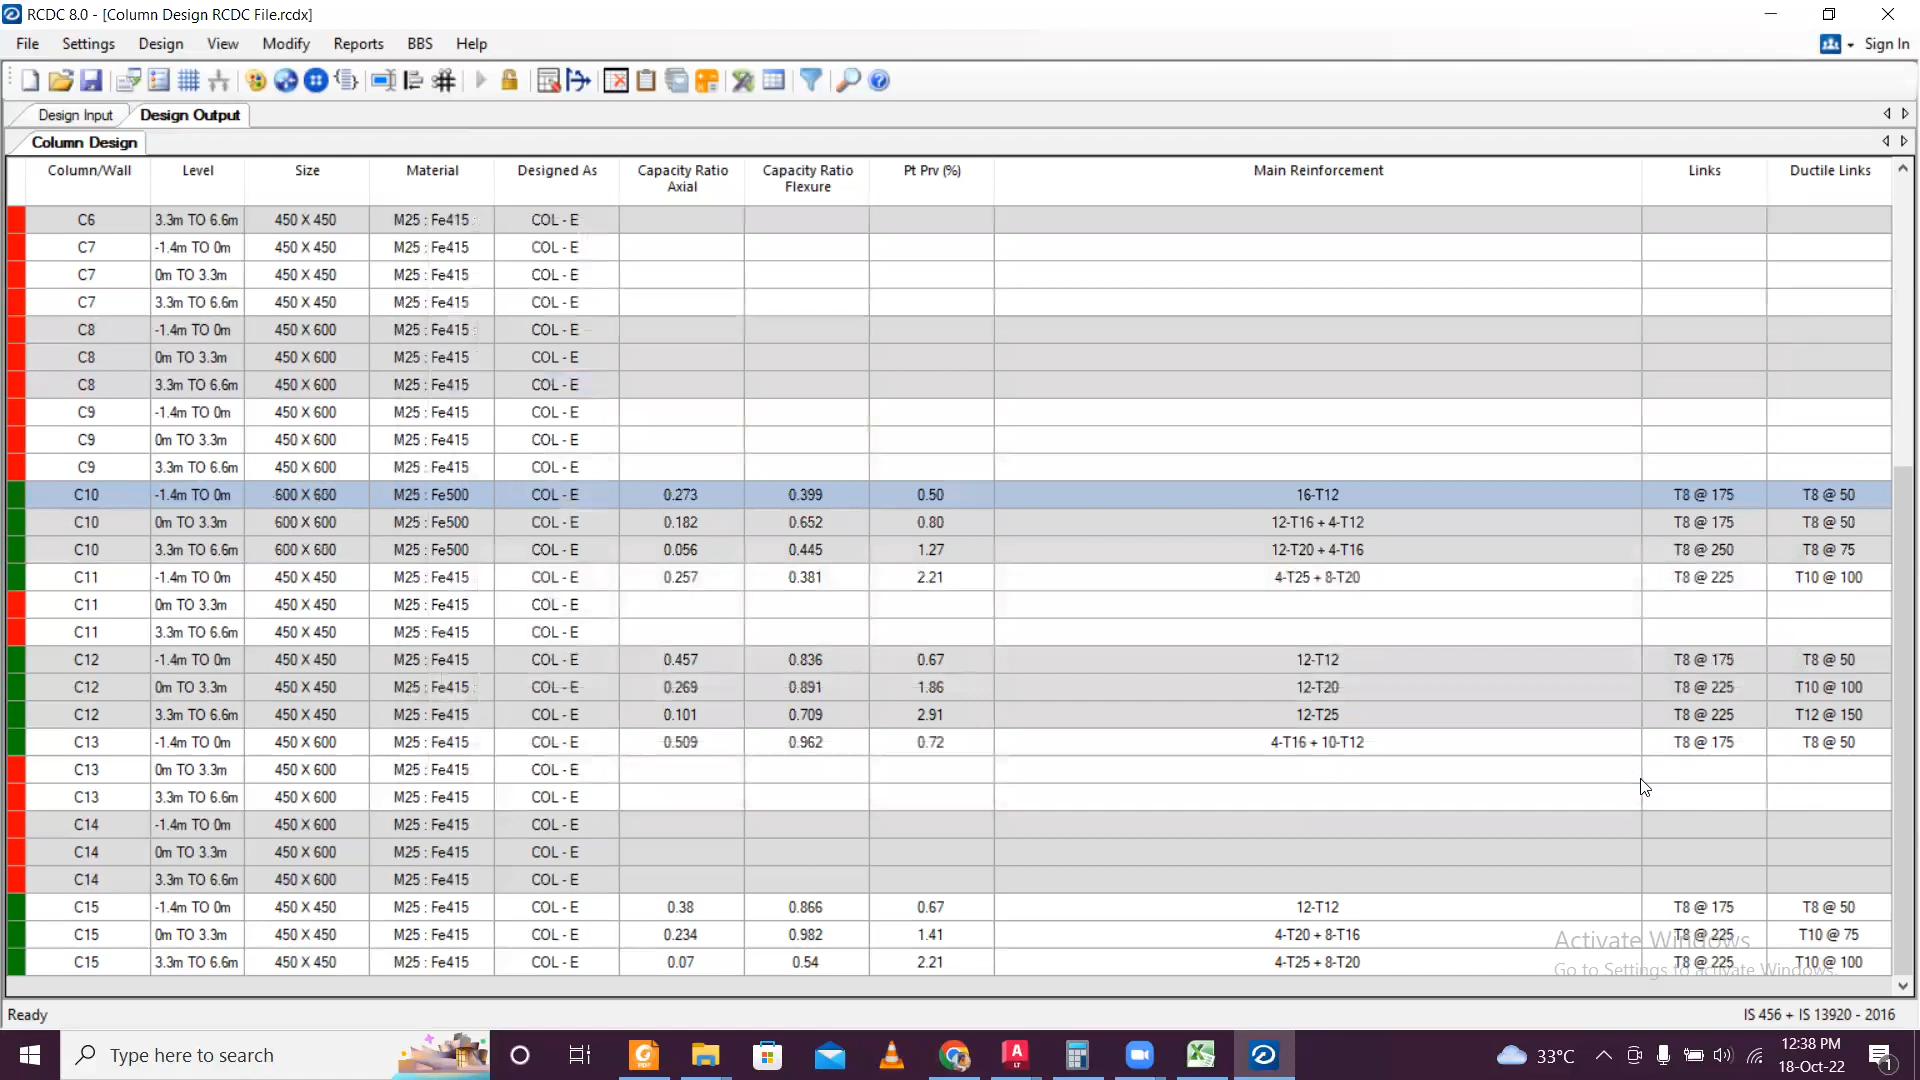 RCDC 8.0 - [Column Design RCDC File.rcdx]
File Settings Design View Modify Reports BBS Help Sign In
Design Input Design Output
Column Design
Column/Wall Level Size Material Designed As Capacity Ratio Axial Capacity Ratio Flexure Pt Prv (%) Main Reinforcement Links Ductile Links
C6 3.3m TO 6.6m 450 X 450 M25 : Fe415 COL - E
C7 -1.4m TO 0m 450 X 450 M25 : Fe415 COL - E
C7 0m TO 3.3m 450 X 450 M25 : Fe415 COL - E
C7 3.3m TO 6.6m 450 X 450 M25 : Fe415 COL - E
C8 -1.4m TO 0m 450 X 600 M25 : Fe415 COL - E
C8 0m TO 3.3m 450 X 600 M25 : Fe415 COL - E
C8 3.3m TO 6.6m 450 X 600 M25 : Fe415 COL - E
C9 -1.4m TO 0m 450 X 600 M25 : Fe415 COL - E
C9 0m TO 3.3m 450 X 600 M25 : Fe415 COL - E
C9 3.3m TO 6.6m 450 X 600 M25 : Fe415 COL - E
C10 -1.4m TO 0m 600 X 600 M25 : Fe500 COL - E 0.273 0.399 0.50 16-T12 T8 @ 175 T8 @ 50
C10 0m TO 3.3m 600 X 600 M25 : Fe500 COL - E 0.182 0.652 0.80 12-T16 + 4-T12 T8 @ 175 T8 @ 50
C10 3.3m TO 6.6m 600 X 600 M25 : Fe500 COL - E 0.056 0.445 1.27 12-T20 + 4-T16 T8 @ 250 T8 @ 75
C11 -1.4m TO 0m 450 X 450 M25 : Fe415 COL - E 0.257 0.381 2.21 4-T25 + 8-T20 T8 @ 225 T10 @ 100
C11 0m TO 3.3m 450 X 450 M25 : Fe415 COL - E
C11 3.3m TO 6.6m 450 X 450 M25 : Fe415 COL - E
C12 -1.4m TO 0m 450 X 450 M25 : Fe415 COL - E 0.457 0.836 0.67 12-T12 T8 @ 175 T8 @ 50
C12 0m TO 3.3m 450 X 450 M25 : Fe415 COL - E 0.269 0.891 1.86 12-T20 T8 @ 225 T10 @ 100
C12 3.3m TO 6.6m 450 X 450 M25 : Fe415 COL - E 0.101 0.709 2.91 12-T25 T8 @ 225 T12 @ 150
C13 -1.4m TO 0m 450 X 600 M25 : Fe415 COL - E 0.509 0.962 0.72 4-T16 + 10-T12 T8 @ 175 T8 @ 50
C13 0m TO 3.3m 450 X 600 M25 : Fe415 COL - E
C13 3.3m TO 6.6m 450 X 600 M25 : Fe415 COL - E
C14 -1.4m TO 0m 450 X 600 M25 : Fe415 COL - E
C14 0m TO 3.3m 450 X 600 M25 : Fe415 COL - E
C14 3.3m TO 6.6m 450 X 600 M25 : Fe415 COL - E
C15 -1.4m TO 0m 450 X 450 M25 : Fe415 COL - E 0.38 0.866 0.67 12-T12 T8 @ 175 T8 @ 50
C15 0m TO 3.3m 450 X 450 M25 : Fe415 COL - E 0.234 0.982 1.41 4-T20 + 8-T16 T8 @ 225 T10 @ 75
C15 3.3m TO 6.6m 450 X 450 M25 : Fe415 COL - E 0.07 0.54 2.21 4-T25 + 8-T20 T8 @ 225 T10 @ 100
Activate Windows
Go to Settings to activate Windows.
Ready IS 456 + IS 13920 - 2016
Type here to search 33°C 12:38 PM
18-Oct-22 1